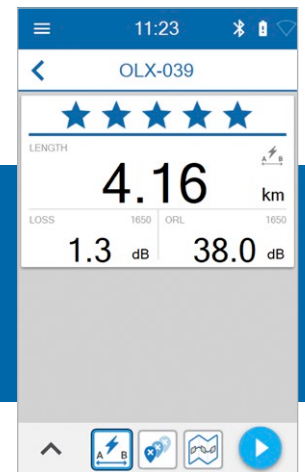 11:23
OLX-039
LENGTH
A B
4.16 km
LOSS 1650 ORL 1650
1.3 dB 38.0 dB
A B